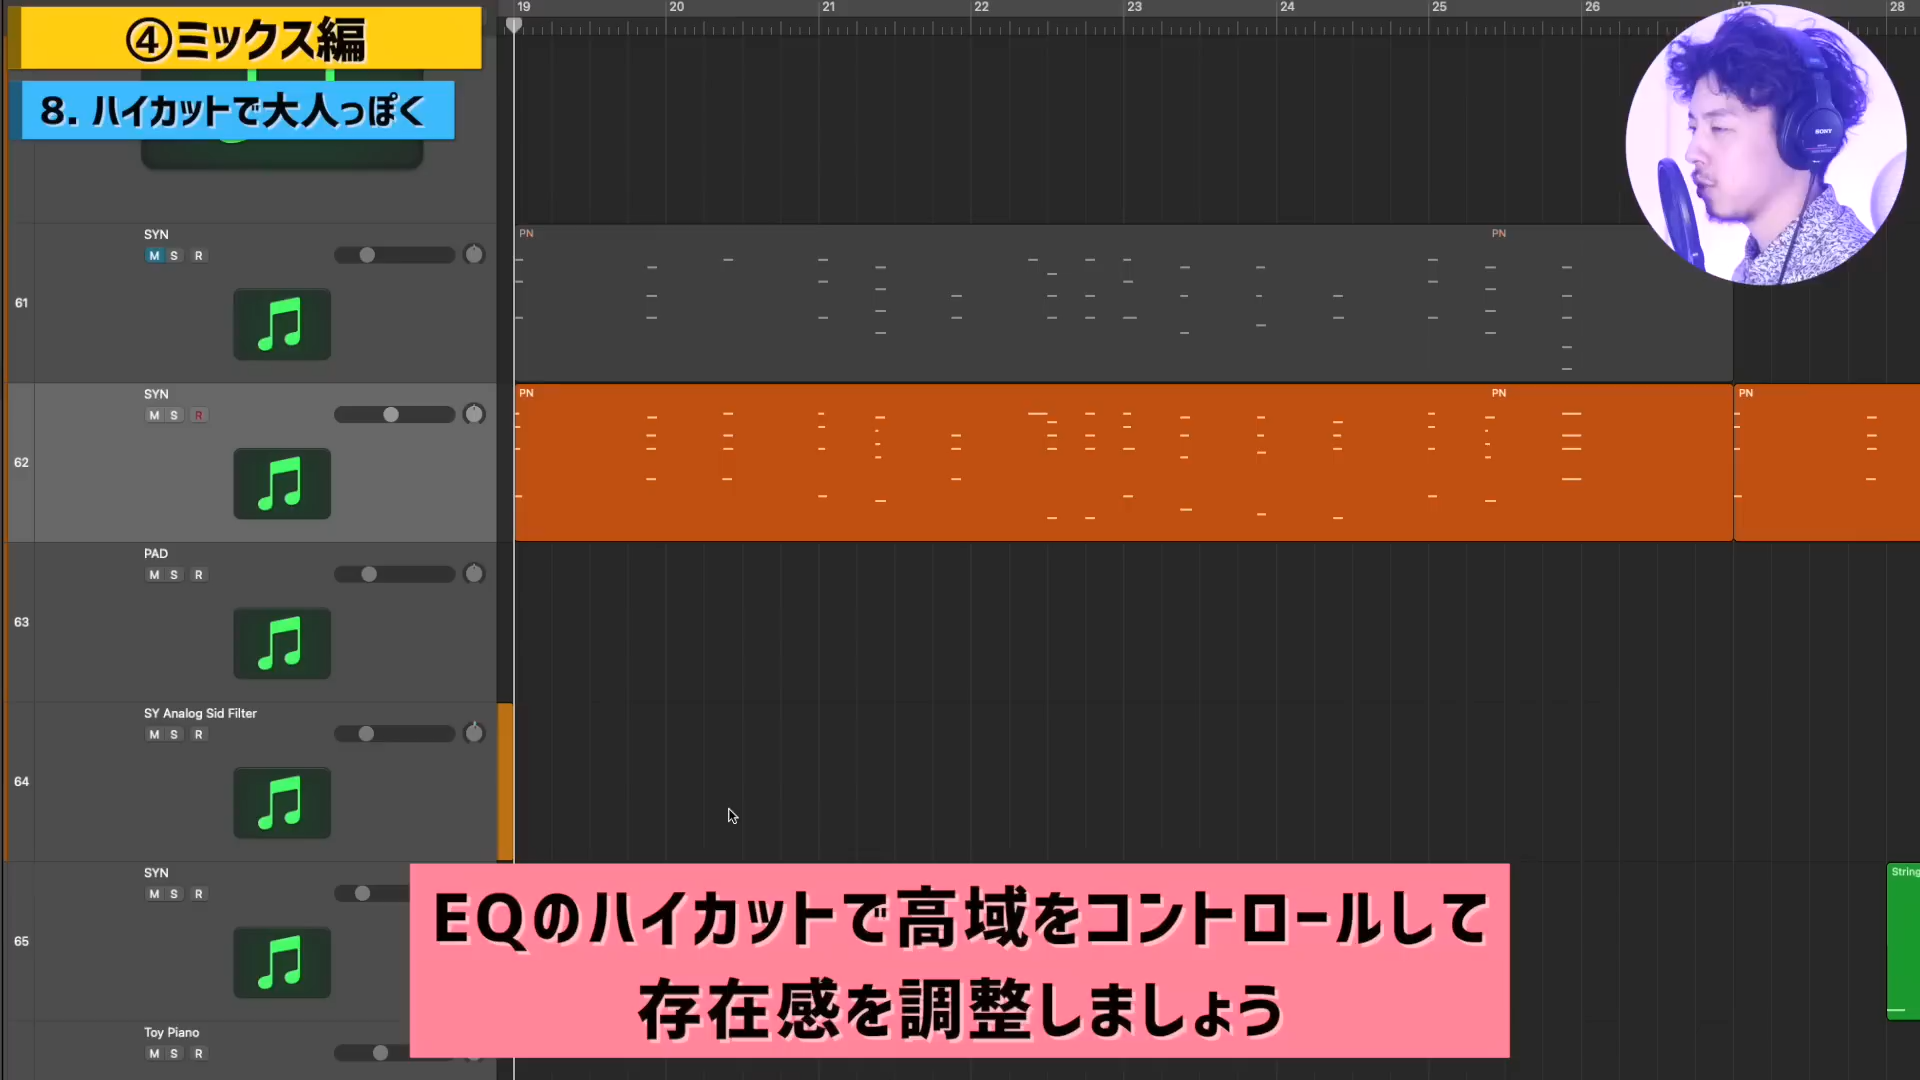 ④ミックス編
8. ハイカットで大人っぽく
19 20 21 22 23 24 25 26 27 28
SONY
SYN
M S R
61
PN PN
SYN
M S R
62
PN PN PN
PAD
M S R
63
SY Analog Sid Filter
M S R
64
SYN
M S R
65
String
EQのハイカットで高域をコントロールして
存在感を調整しましょう
Toy Piano
M S R